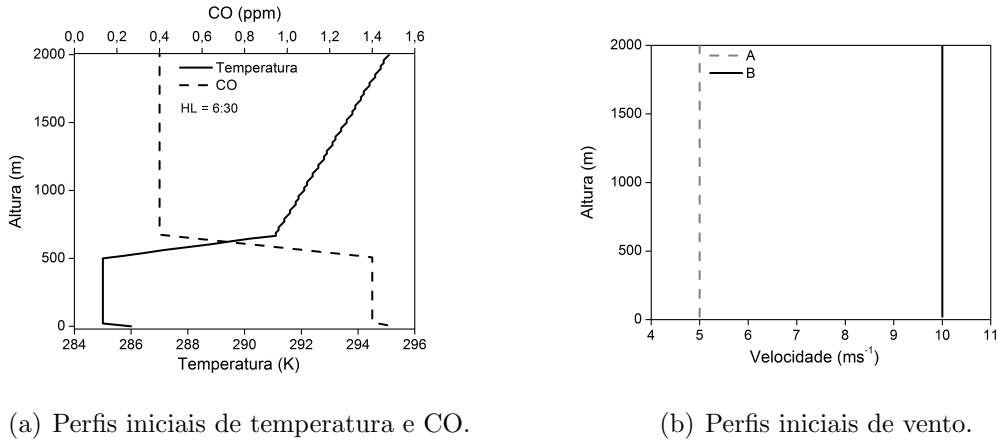 CO (ppm)
0,0 0,2 0,4 0,6 0,8 1,0 1,2 1,4 1,6
2000
1500
1000
500
0
Altura (m)
Temperatura
CO
HL = 6:30
284 286 288 290 292 294 296
Temperatura (K)
(a) Perfis iniciais de temperatura e CO.
2000
1500
1000
500
0
Altura (m)
A
B
4 5 6 7 8 9 10 11
Velocidade (ms⁻¹)
(b) Perfis iniciais de vento.